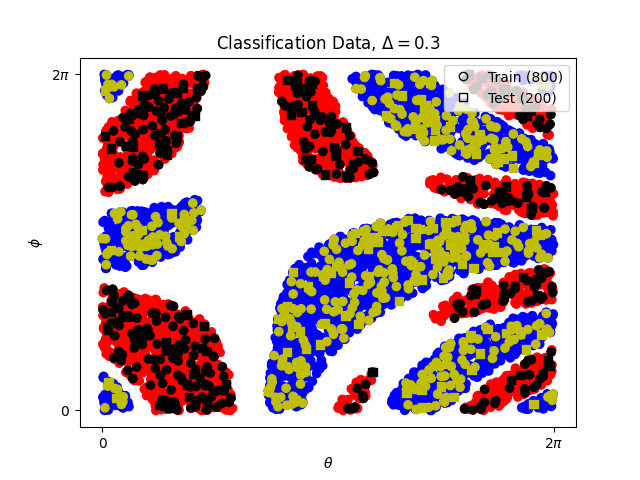 Classification Data, Δ = 0.3
Train (800)
Test (200)
2π
ϕ
0
0
2π
θ